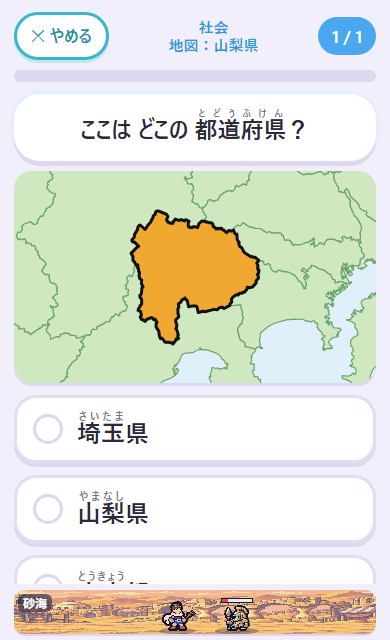 やめる
社会
地図：山梨県
1 / 1
とどうふけん
ここは どこの 都道府県？
さいたま
埼玉県
やまなし
山梨県
とうきょう
砂海